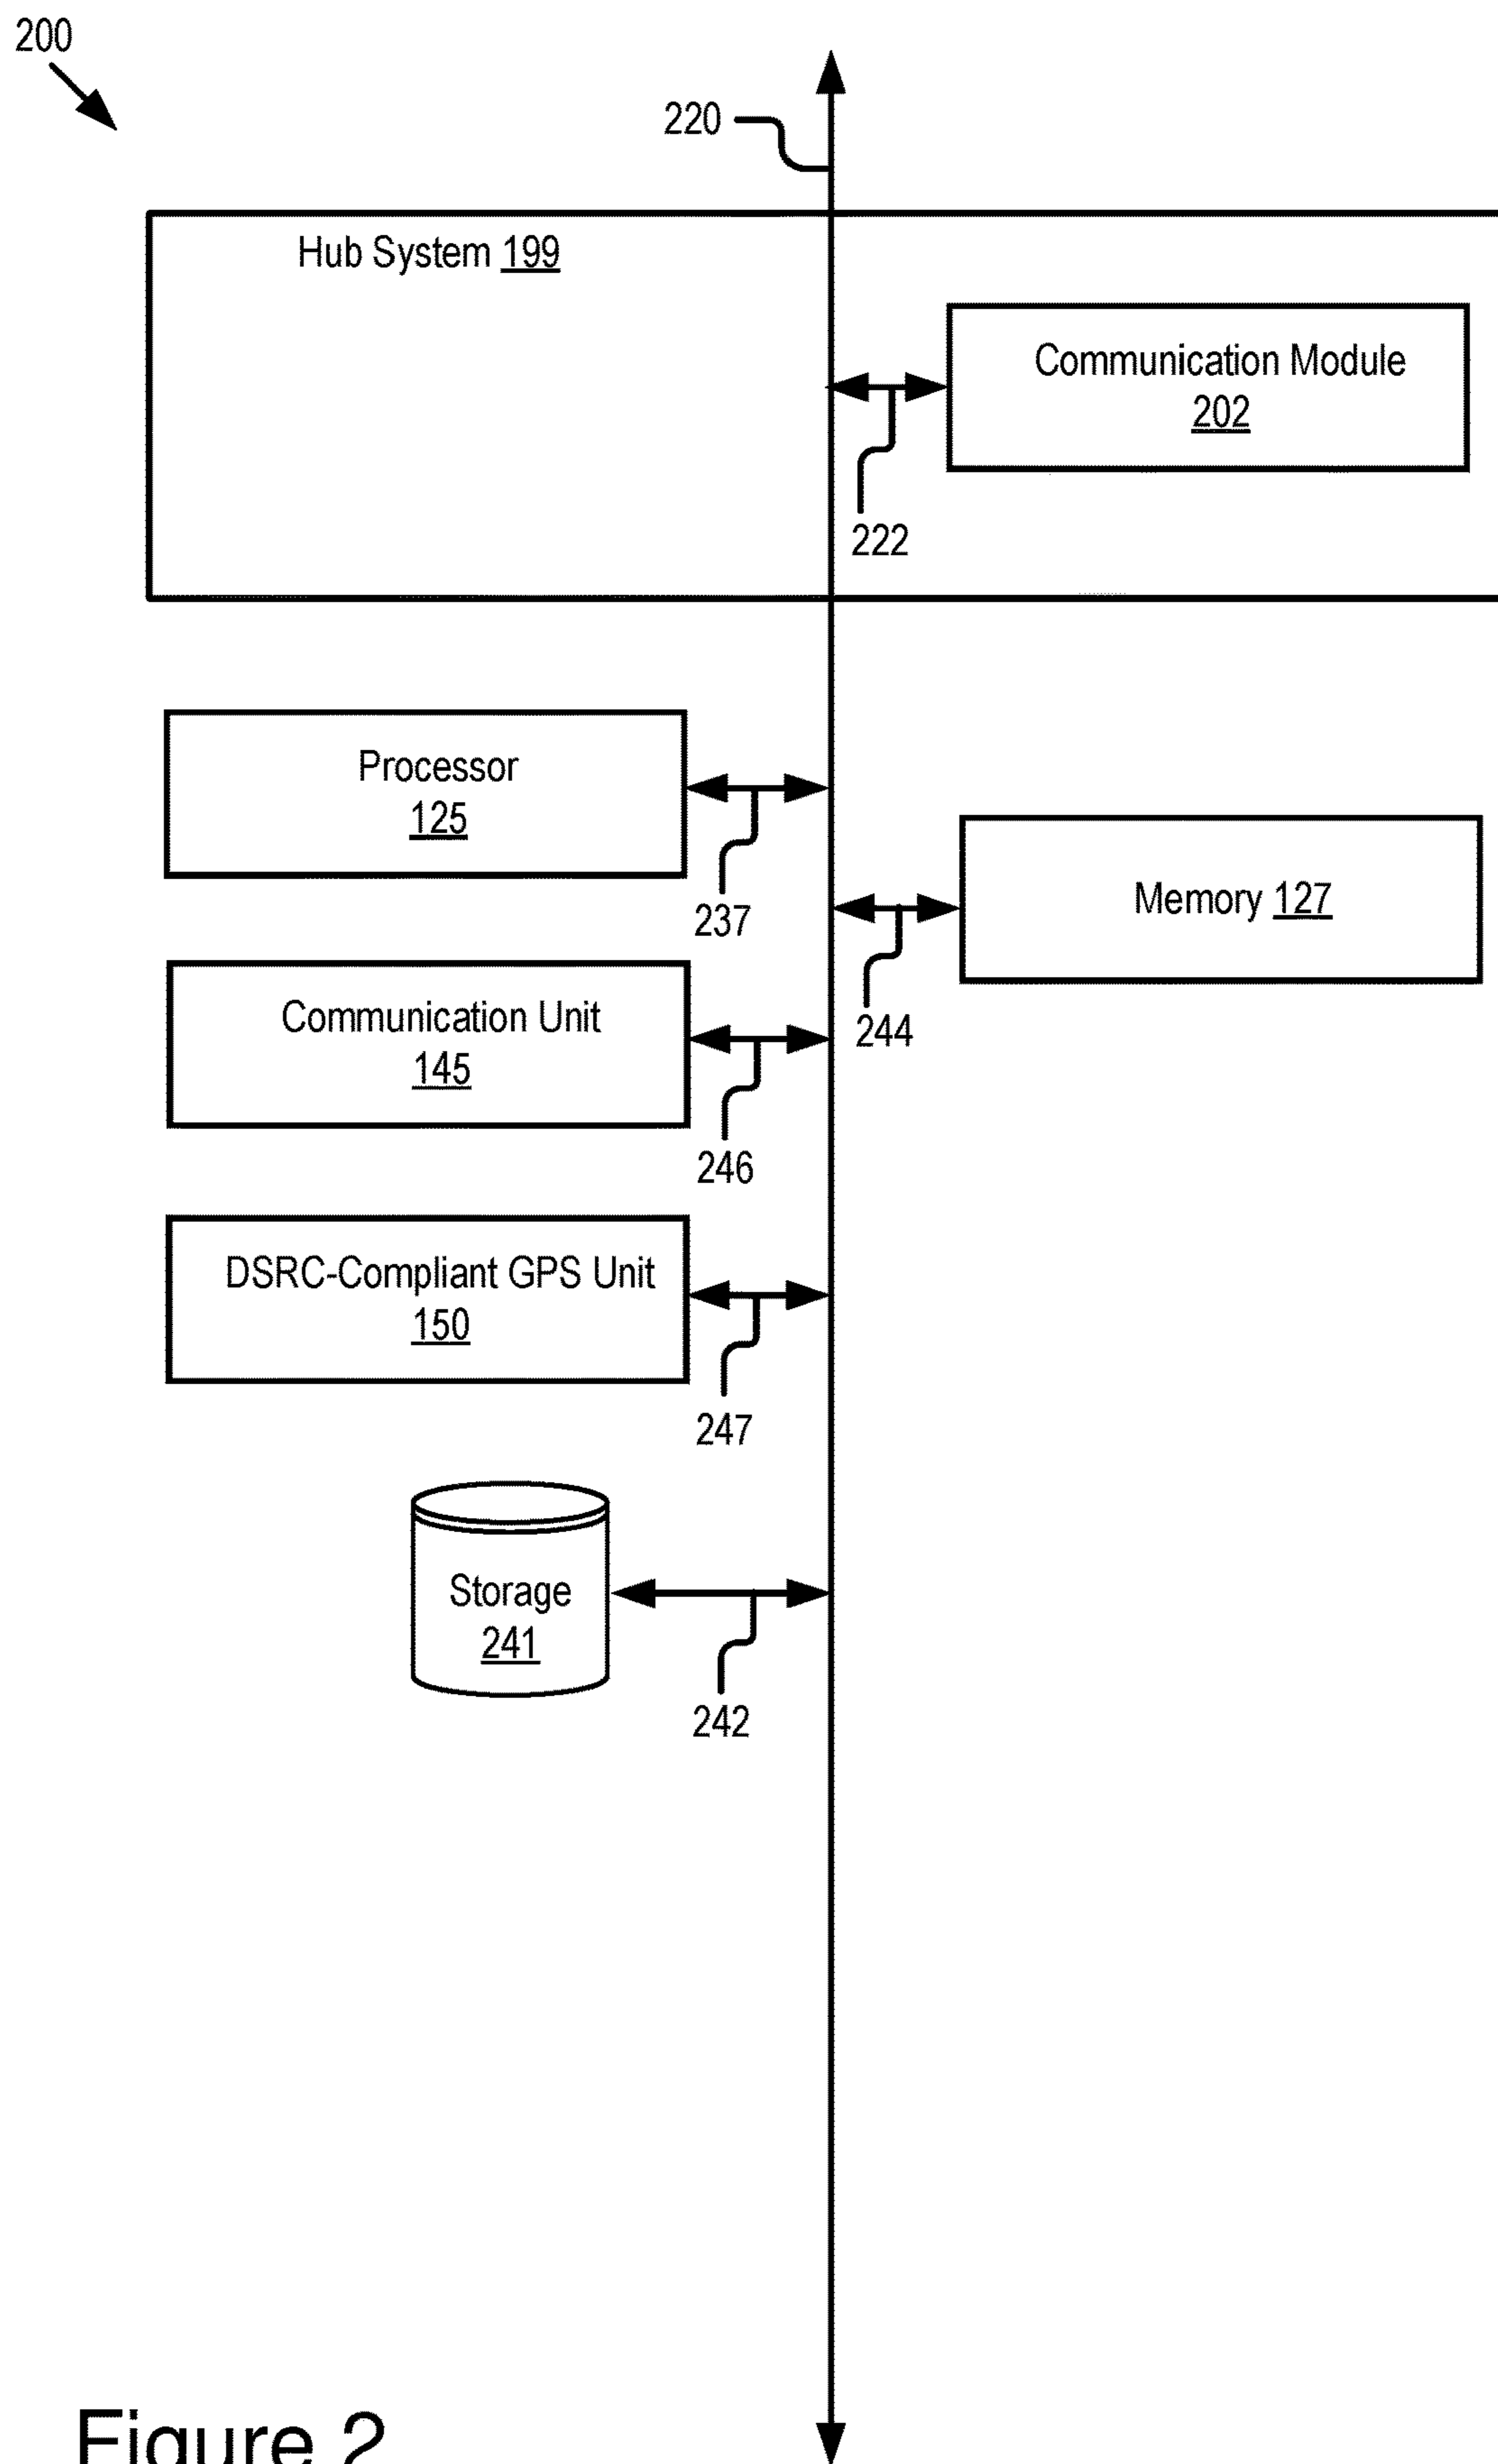 200
220
Hub System 199
Communication Module
202
222
Processor
125
237
Memory 127
244
Communication Unit
145
246
DSRC-Compliant GPS Unit
150
247
Storage
241
242
Figure 2